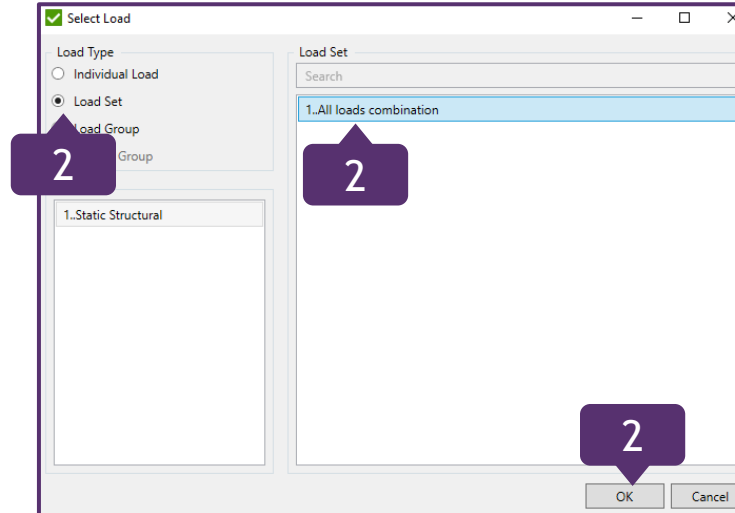 Select Load
Load Type
Individual Load
Load Set
Load Group
Group
2
1..Static Structural
Load Set
Search
1..All loads combination
2
2
OK
Cancel